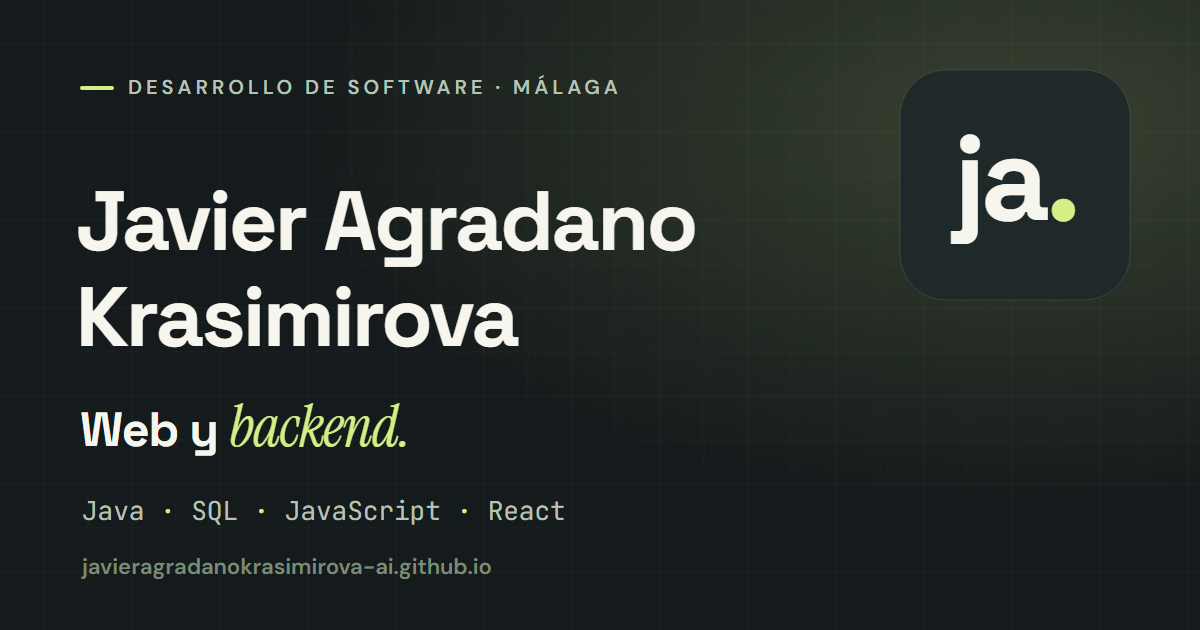 DESARROLLO DE SOFTWARE · MÁLAGA
ja.
Javier Agradano
Krasimirova
Web y backend.
Java · SQL · JavaScript · React
javieragradanokrasimirova-ai.github.io